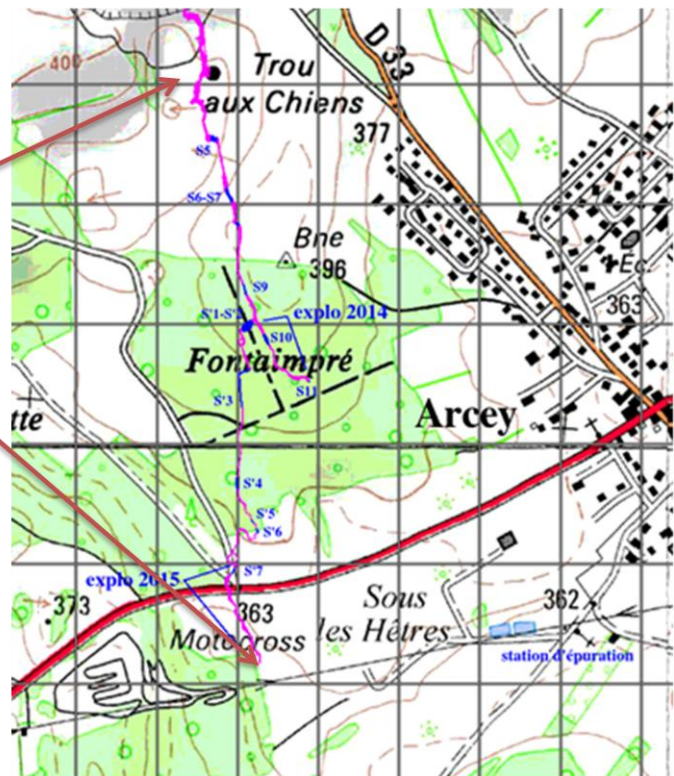 400
D 33
Trou
aux Chiens
377
S5
S6-S7
Bne
396
Éc
S9
363
S'1-S'2
explo 2014
S10
Fontaimpré
S11
S'3
tte
Arcey
S'4
S'5
S'6
S'7
explo 2015
373
363
Sous
les Hêtres
362
Motocross
station d'épuration